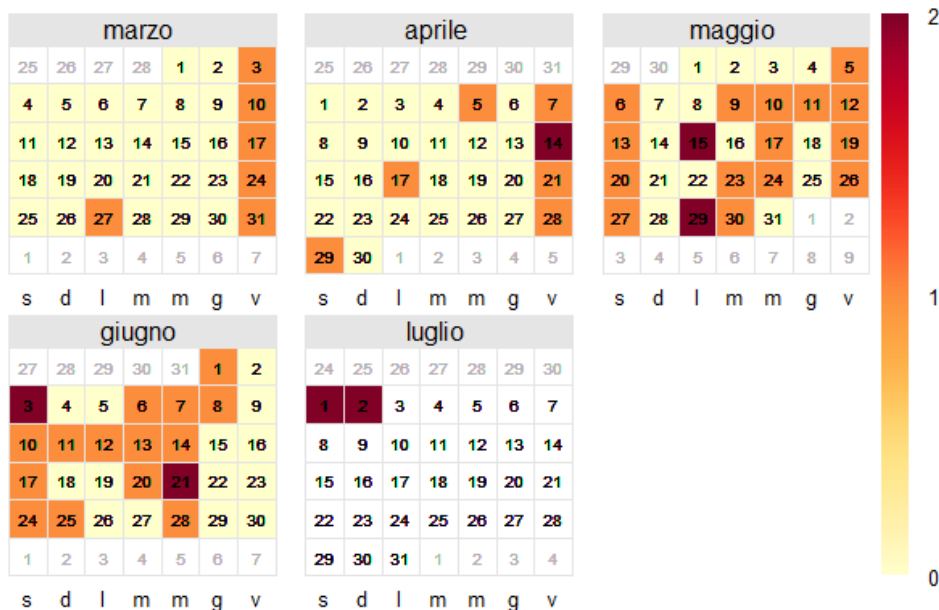 marzo
25 26 27 28 1 2 3
4 5 6 7 8 9 10
11 12 13 14 15 16 17
18 19 20 21 22 23 24
25 26 27 28 29 30 31
1 2 3 4 5 6 7
s d l m m g v
aprile
25 26 27 28 29 30 31
1 2 3 4 5 6 7
8 9 10 11 12 13 14
15 16 17 18 19 20 21
22 23 24 25 26 27 28
29 30 1 2 3 4 5
s d l m m g v
maggio
29 30 1 2 3 4 5
6 7 8 9 10 11 12
13 14 15 16 17 18 19
20 21 22 23 24 25 26
27 28 29 30 31 1 2
3 4 5 6 7 8 9
s d l m m g v
giugno
27 28 29 30 31 1 2
3 4 5 6 7 8 9
10 11 12 13 14 15 16
17 18 19 20 21 22 23
24 25 26 27 28 29 30
1 2 3 4 5 6 7
s d l m m g v
luglio
24 25 26 27 28 29 30
1 2 3 4 5 6 7
8 9 10 11 12 13 14
15 16 17 18 19 20 21
22 23 24 25 26 27 28
29 30 31 1 2 3 4
s d l m m g v
2
1
0